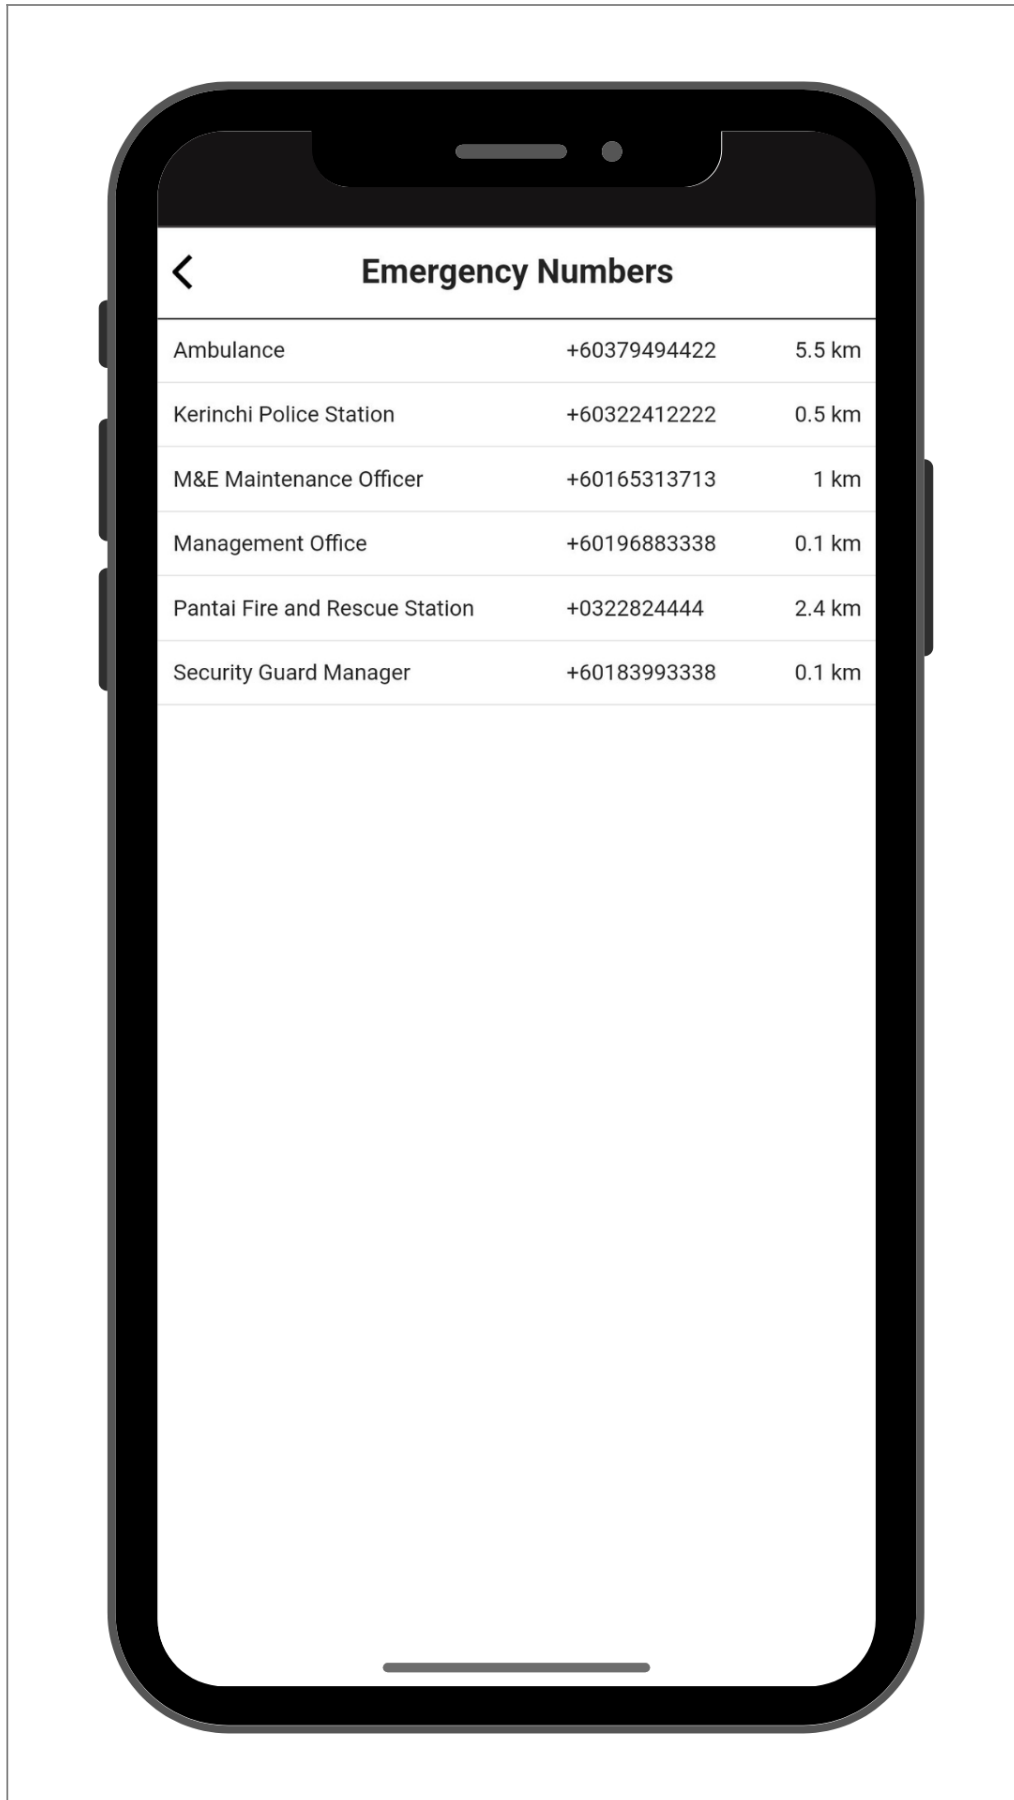 Emergency Numbers
Ambulance +60379494422 5.5 km
Kerinchi Police Station +60322412222 0.5 km
M&E Maintenance Officer +60165313713 1 km
Management Office +60196883338 0.1 km
Pantai Fire and Rescue Station +0322824444 2.4 km
Security Guard Manager +60183993338 0.1 km